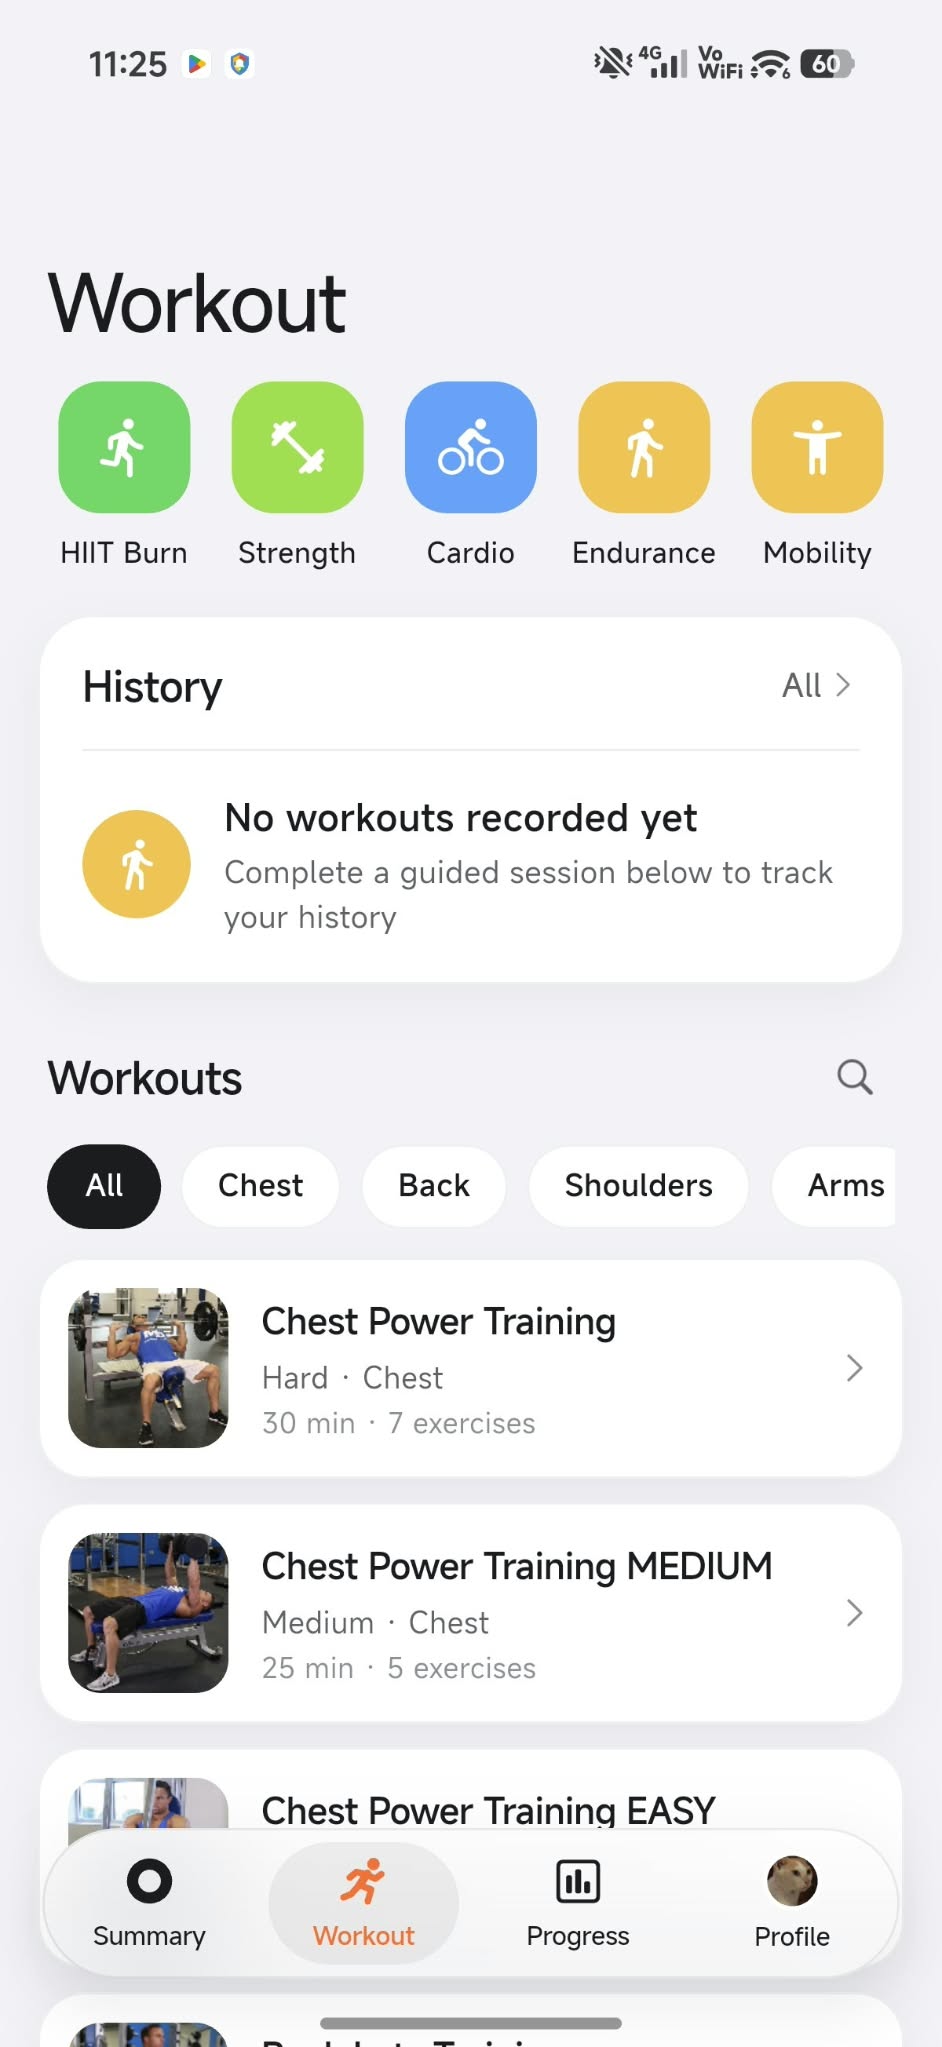 11:25
4G
Vo
WiFi
6
60
Workout
HIIT Burn
Strength
Cardio
Endurance
Mobility
History
All
No workouts recorded yet
Complete a guided session below to track
your history
Workouts
All
Chest
Back
Shoulders
Arms
Chest Power Training
Hard · Chest
30 min · 7 exercises
Chest Power Training MEDIUM
Medium · Chest
25 min · 5 exercises
Chest Power Training EASY
Summary
Workout
Progress
Profile